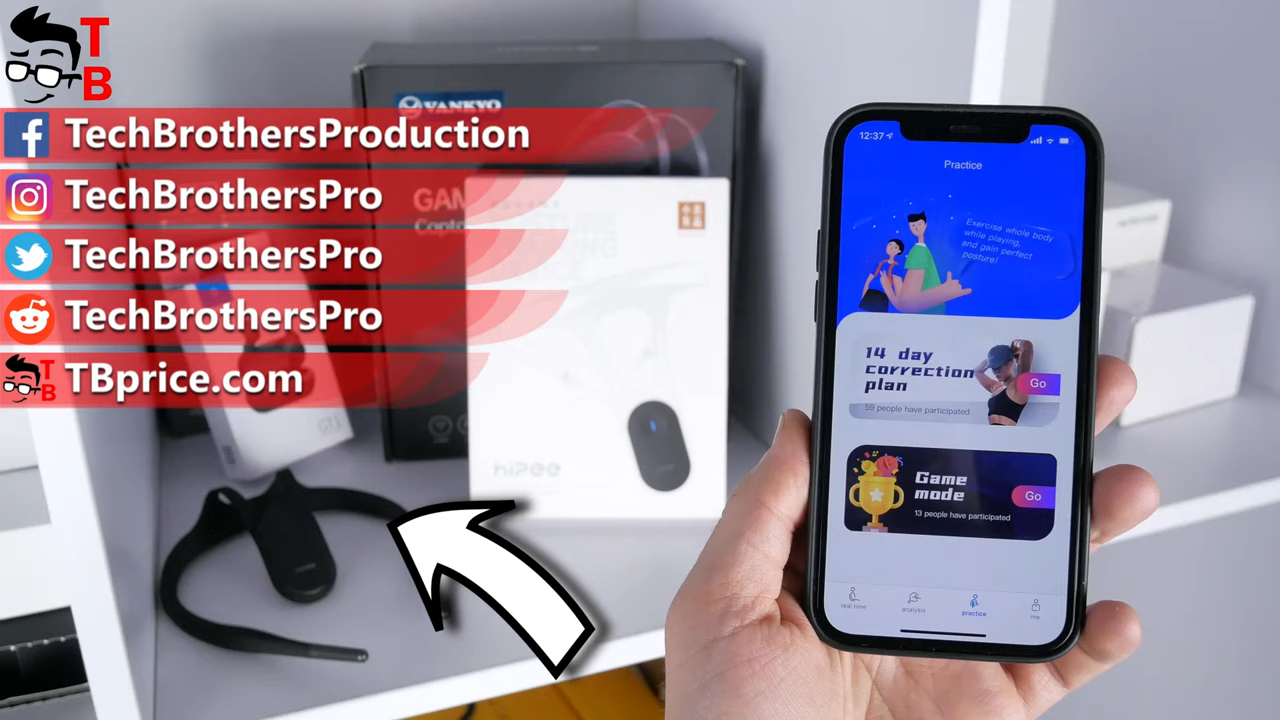 TB
TechBrothersProduction
TechBrothersPro
TechBrothersPro
TechBrothersPro
TB
TBprice.com
VANKYO
GAM
Capta
hipee
12:37
Practice
Exercise whole body
while playing,
and gain perfect
posture!
14 day
correction
plan
Go
59 people have participated
Game
mode
Go
13 people have participated
real time
analysis
practice
me